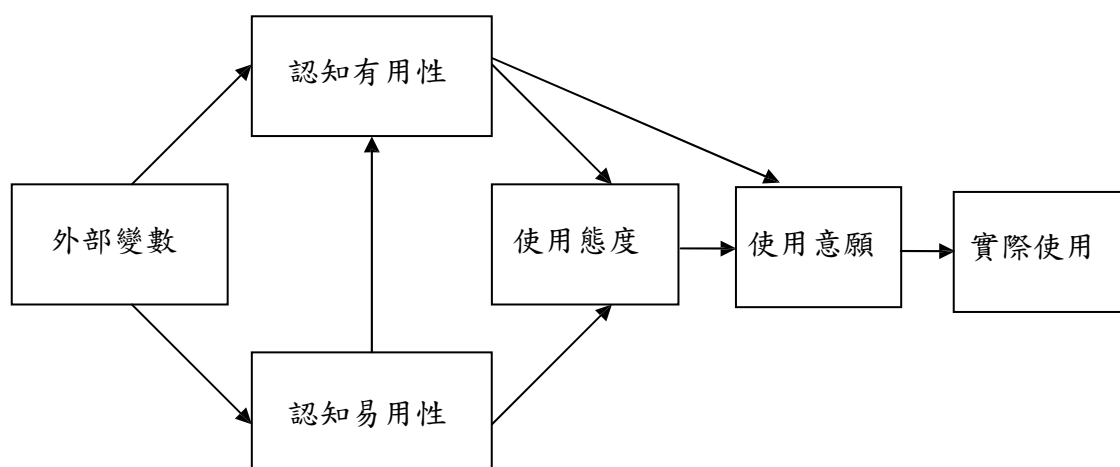 認知有用性
外部變數
使用態度
使用意願
實際使用
認知易用性